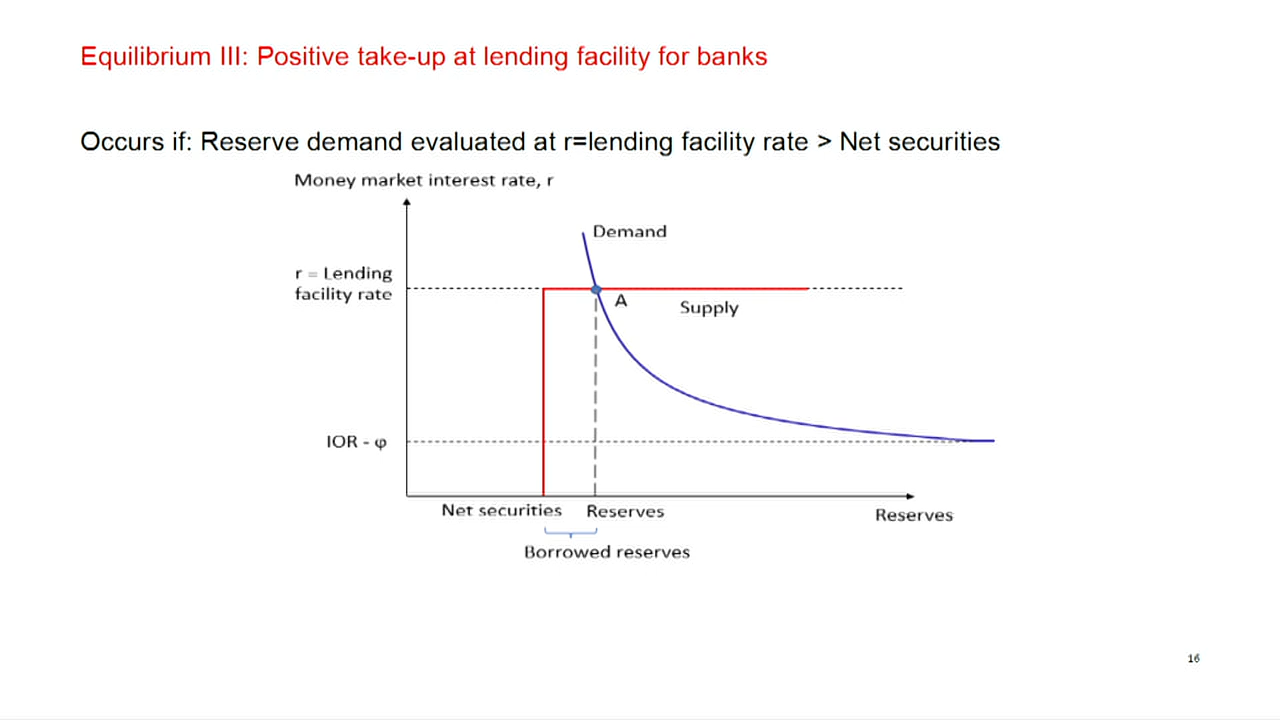 Equilibrium III: Positive take-up at lending facility for banks
Occurs if: Reserve demand evaluated at r=lending facility rate > Net securities
Money market interest rate, r
Demand
r = Lending
facility rate
A
Supply
IOR - φ
Net securities
Reserves
Reserves
Borrowed reserves
16